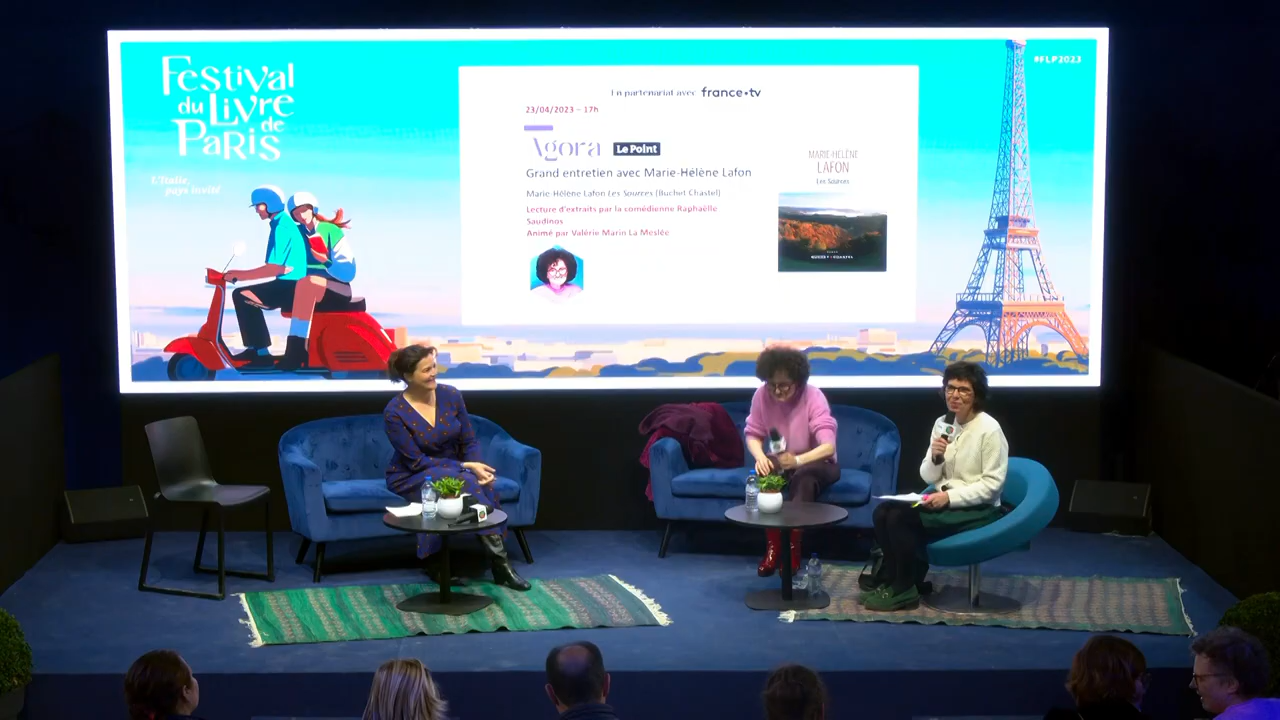 Festival
du Livre
de
Paris
L'Italie,
pays invité
#FLP2023
En partenariat avec france•tv
23/04/2023 - 17h
Agora Le Point
Grand entretien avec Marie-Hélène Lafon
Marie-Hélène Lafon Les Sources (Buchet Chastel)
Lecture d'extraits par la comédienne Raphaëlle
Saudinos
Animé par Valérie Marin La Meslée
MARIE-HÉLÈNE
LAFON
Les Sources
BUCHET • CHASTEL